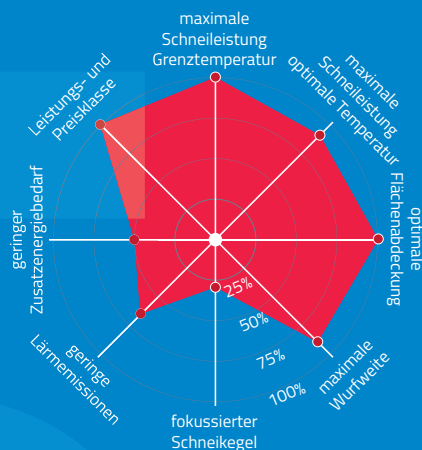 maximale
Schneileistung
Grenztemperatur
maximale
Schneileistung
optimale Temperatur
optimale
Flächenabdeckung
maximale
Wurfweite
fokussierter
Schneikegel
geringe
Lärmemissionen
geringer
Zusatzenergiebedarf
Leistungs- und
Preisklasse
25%
50%
75%
100%